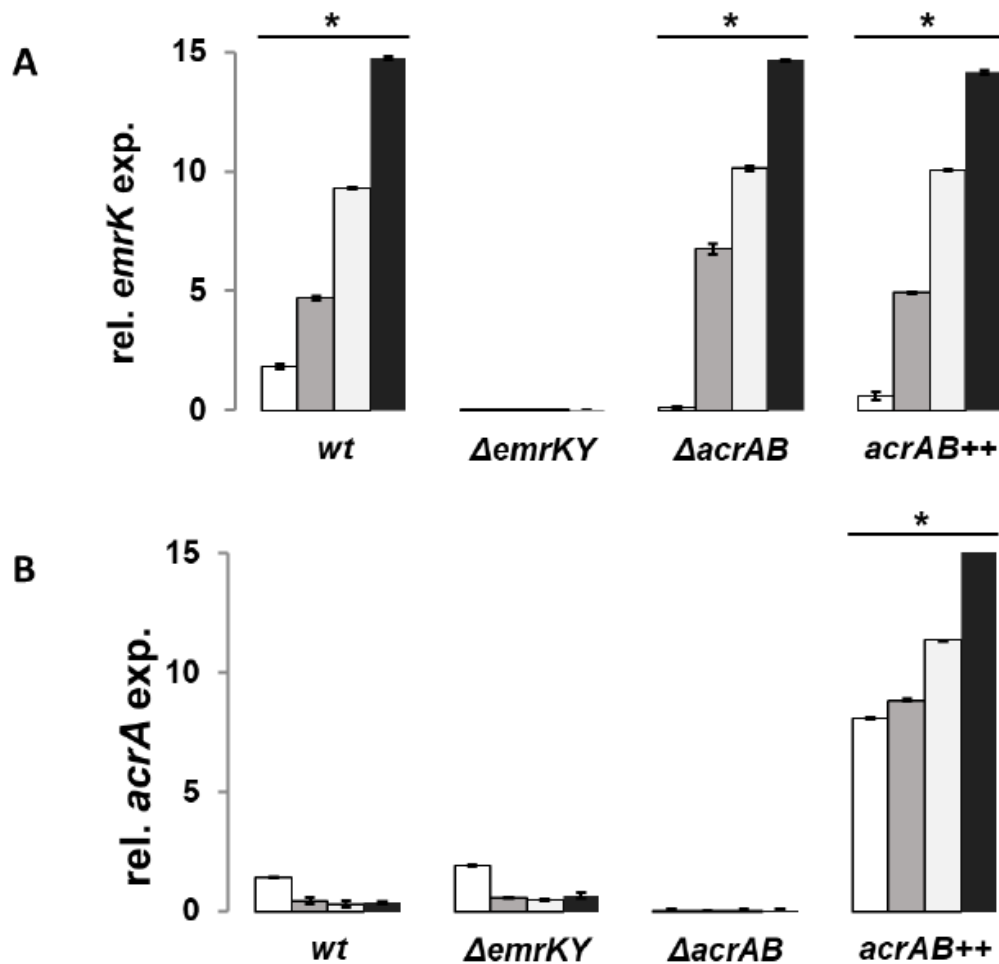 * * *
A
15
10
5
0
rel. emrK exp.
wt ΔemrKY ΔacrAB acrAB++
*
B
15
10
5
0
rel. acrA exp.
wt ΔemrKY ΔacrAB acrAB++